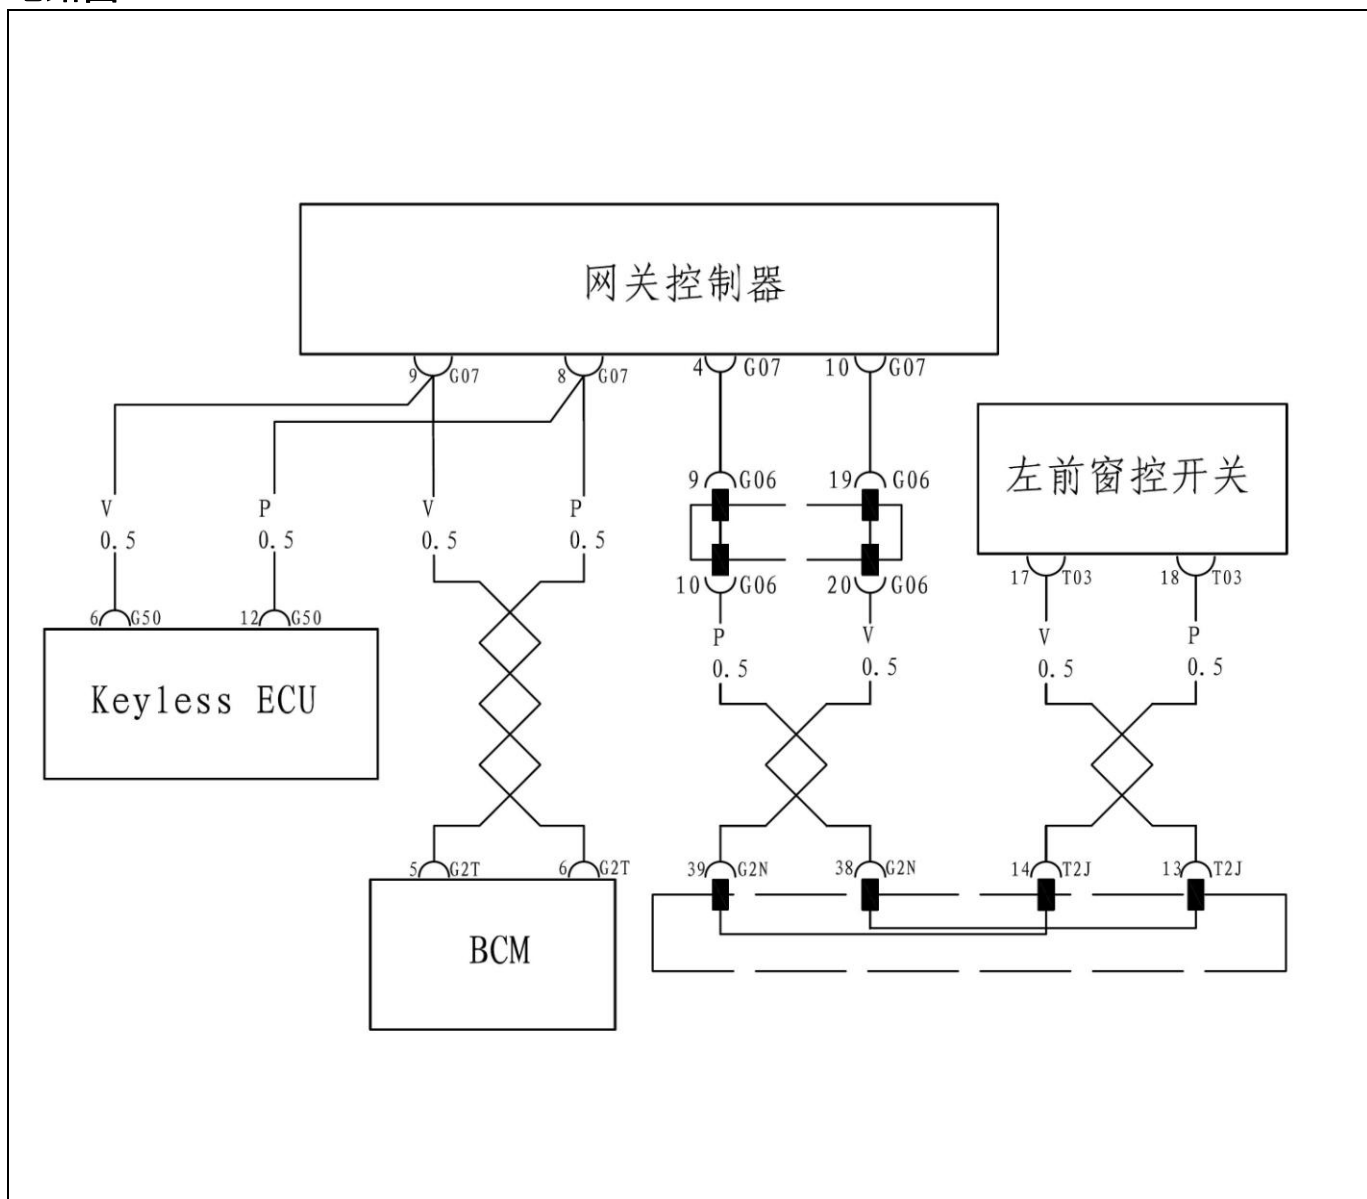 网关控制器
9 G07
8 G07
4 G07
10 G07
左前窗控开关
9 G06
19 G06
V
0.5
P
0.5
V
0.5
P
0.5
10 G06
20 G06
17 T03
18 T03
6 G50
12 G50
P
0.5
V
0.5
V
0.5
P
0.5
Keyless ECU
5 G2T
6 G2T
39 G2N
38 G2N
14 T2J
13 T2J
BCM